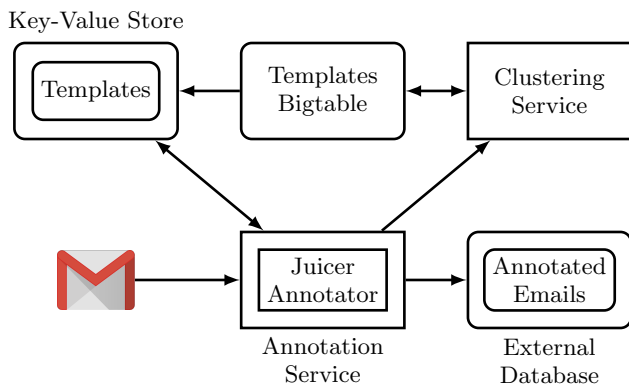 Key-Value Store
Templates
Templates
Bigtable
Clustering
Service
Juicer
Annotator
Annotation
Service
Annotated
Emails
External
Database